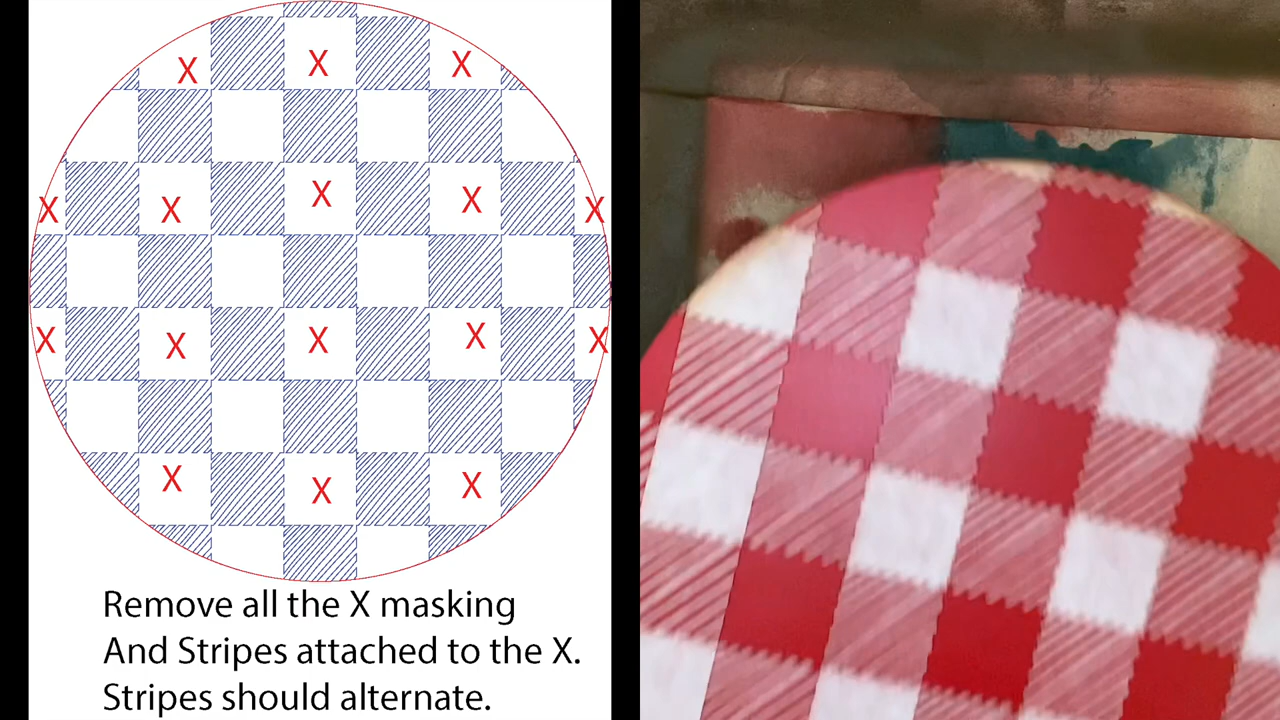 X X X
X X X X X
X X X X X
X X X
Remove all the X masking
And Stripes attached to the X.
Stripes should alternate.